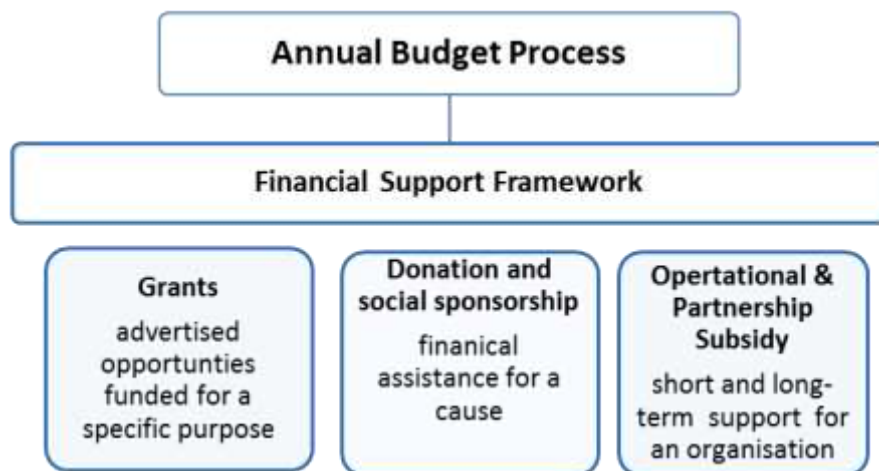 Annual Budget Process
Financial Support Framework
Grants
advertised
opportunties
funded for a
specific purpose
Donation and
social sponsorship
finanical
assistance for a
cause
Opertational &
Partnership
Subsidy
short and long-
term support for
an organisation